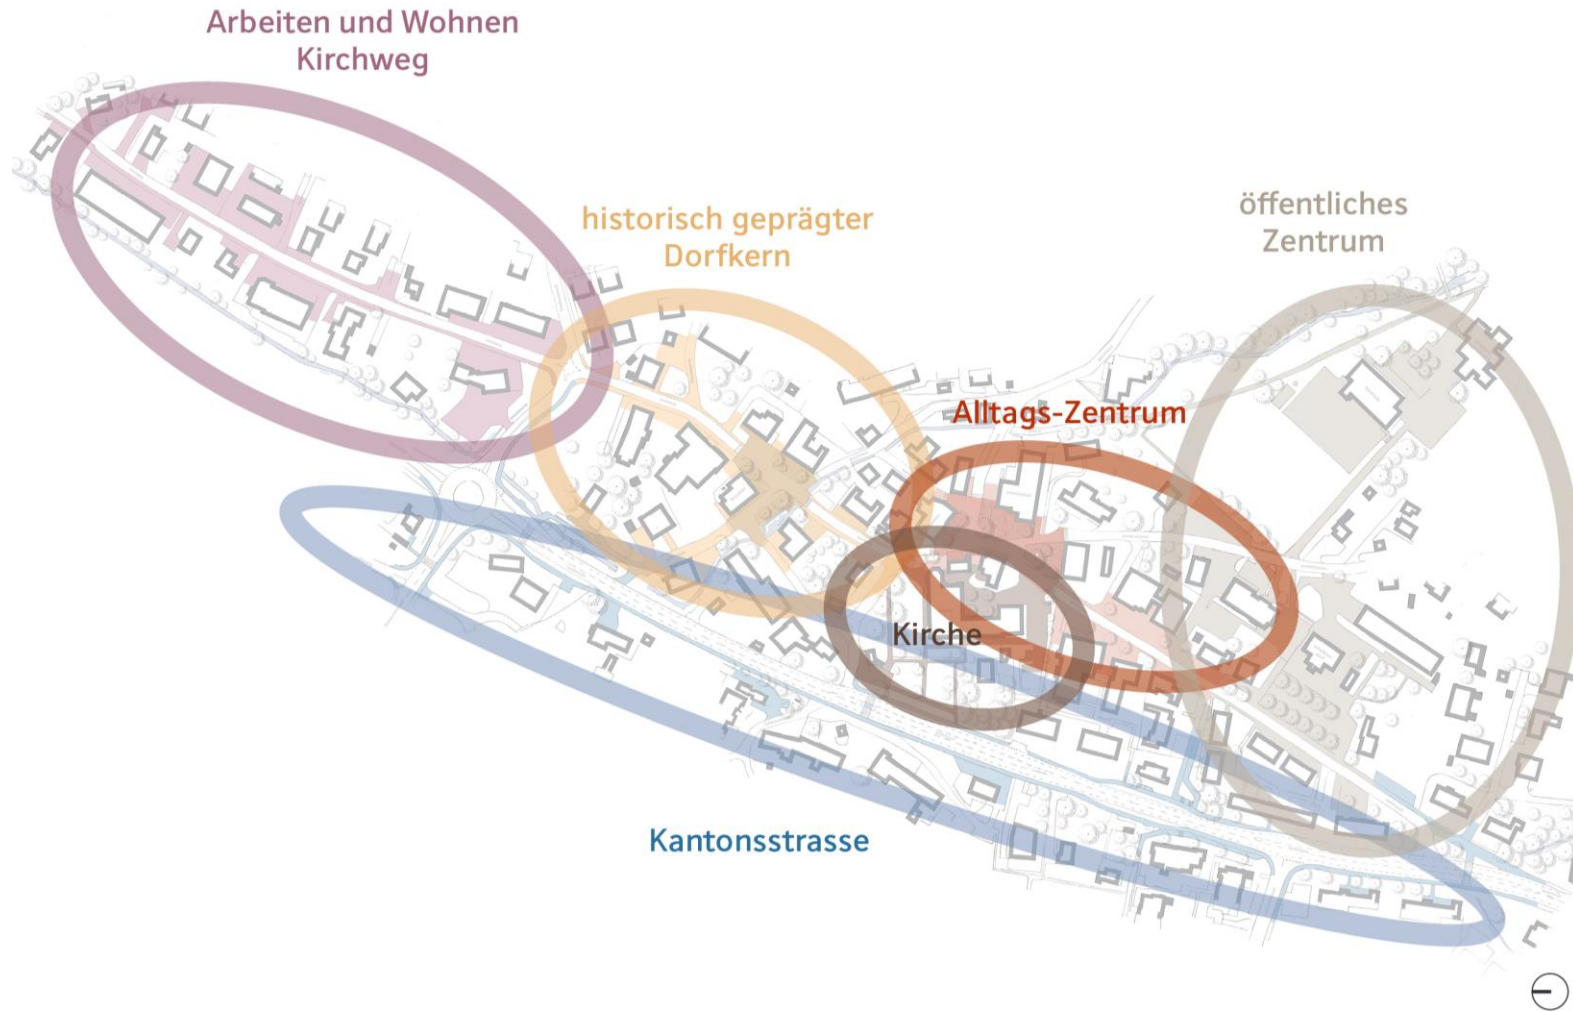 Arbeiten und Wohnen
Kirchweg
historisch geprägter
Dorfkern
öffentliches
Zentrum
Alltags-Zentrum
Kirche
Kantonsstrasse